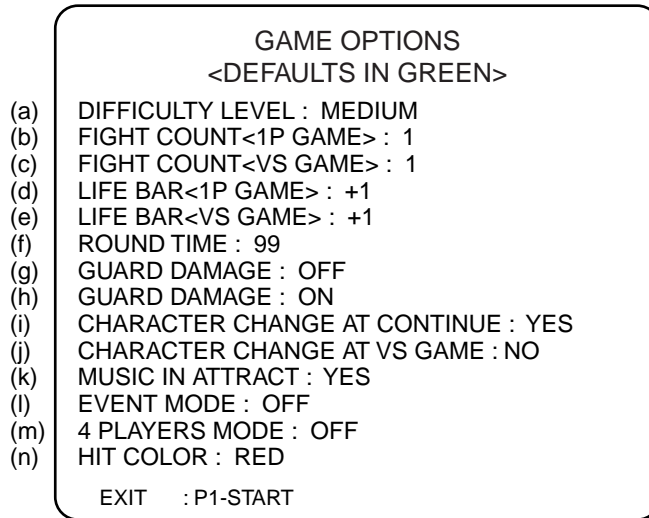 GAME OPTIONS
<DEFAULTS IN GREEN>
(a) DIFFICULTY LEVEL : MEDIUM
(b) FIGHT COUNT<1P GAME> : 1
(c) FIGHT COUNT<VS GAME> : 1
(d) LIFE BAR<1P GAME> : +1
(e) LIFE BAR<VS GAME> : +1
(f) ROUND TIME : 99
(g) GUARD DAMAGE : OFF
(h) GUARD DAMAGE : ON
(i) CHARACTER CHANGE AT CONTINUE : YES
(j) CHARACTER CHANGE AT VS GAME : NO
(k) MUSIC IN ATTRACT : YES
(l) EVENT MODE : OFF
(m) 4 PLAYERS MODE : OFF
(n) HIT COLOR : RED
EXIT : P1-START